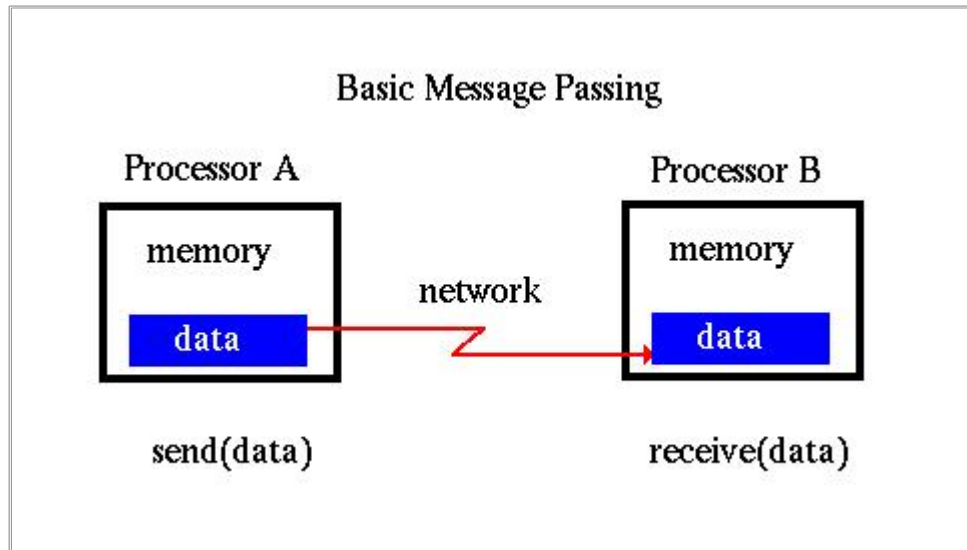 Basic Message Passing
Processor A
Processor B
memory
memory
network
data
data
send(data)
receive(data)